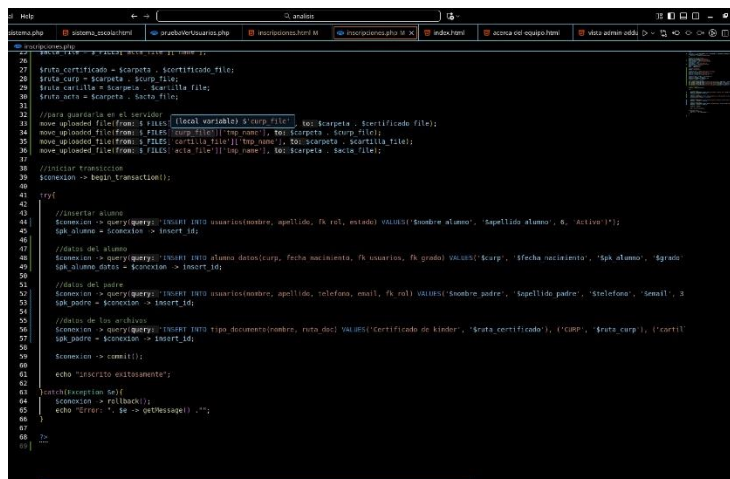 al Help
analisis
sistema.php
sistema_escolar.html
pruebaVerUsuarios.php
inscripciones.html M
inscripciones.php M
index.html
acerca del equipo.html
vista admin
inscripciones.php
26
27 $ruta_certificado = $carpeta . $certificado_file;
28 $ruta_curp = $carpeta . $curp_file;
29 $ruta_cartilla = $carpeta . $cartilla_file;
30 $ruta_acta = $carpeta . $acta_file;
31
32 //para guardarla en el servidor
(local variable) $'curp_file'
33 move_uploaded_file(from: $_FILES to: $carpeta . $certificado_file);
34 move_uploaded_file(from: $_FILES['curp_file']['tmp_name'], to: $carpeta . $curp_file);
35 move_uploaded_file(from: $_FILES['cartilla_file']['tmp_name'], to: $carpeta . $cartilla_file);
36 move_uploaded_file(from: $_FILES['acta_file']['tmp_name'], to: $carpeta . $acta_file);
37
38 //iniciar transiccion
39 $conexion -> begin_transaction();
40
41 try{
42
43 //insertar alumno
44 $conexion -> query(query: "INSERT INTO usuarios(nombre, apellido, fk_rol, estado) VALUES('$nombre_alumno', '$apellido_alumno', 6, 'Activo')");
45 $pk_alumno = $conexion -> insert_id;
46
47 //datos del alumno
48 $conexion -> query(query: "INSERT INTO alumno_datos(curp, fecha_nacimiento, fk_usuarios, fk_grado) VALUES('$curp', '$fecha_nacimiento', '$pk_alumno', '$grado'
49 $pk_alumno_datos = $conexion -> insert_id;
50
51 //datos del padre
52 $conexion -> query(query: "INSERT INTO usuarios(nombre, apellido, telefono, email, fk_rol) VALUES('$nombre_padre', '$apellido_padre', '$telefono', '$email', 3
53 $pk_padre = $conexion -> insert_id;
54
55 //datos de los archivos
56 $conexion -> query(query: "INSERT INTO tipo_documento(nombre, ruta_doc) VALUES('Certificado de kinder', '$ruta_certificado'), ('CURP', '$ruta_curp'), ('cartil
57 $pk_padre = $conexion -> insert_id;
58
59 $conexion -> commit();
60
61 echo "inscrito exitosamente";
62
63 }catch(Exception $e){
64 $conexion -> rollback();
65 echo "Error: ". $e -> getMessage() ."";
66 }
67
68 ?>
69